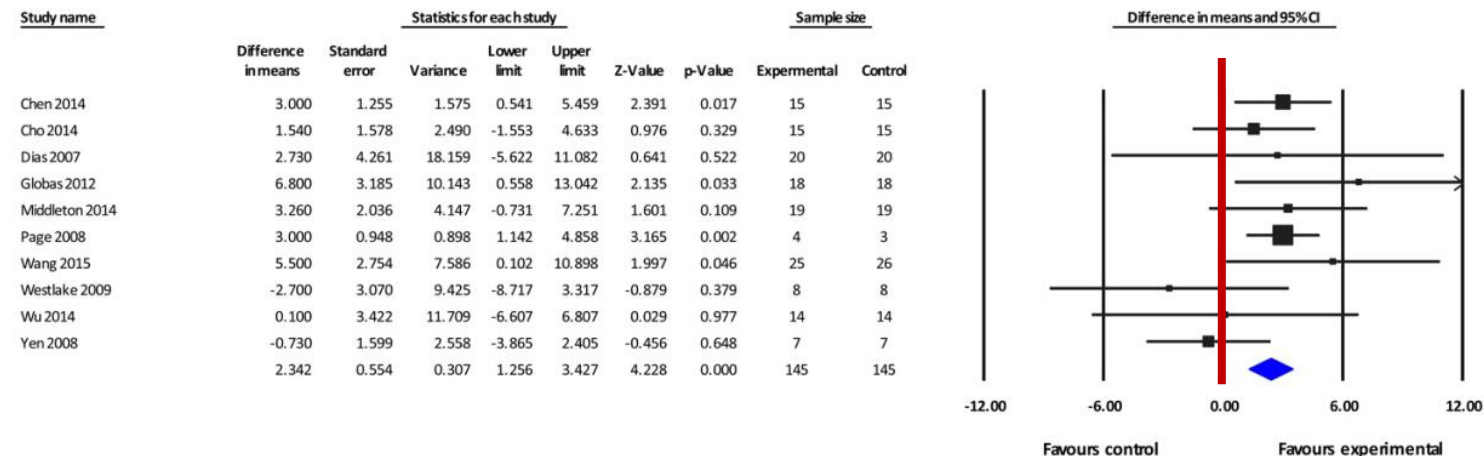 Study name Statistics for each study Sample size Difference in means and 95% CI
Difference Standard Lower Upper
in means error Variance limit limit Z-Value p-Value Expermental Control
Chen 2014 3.000 1.255 1.575 0.541 5.459 2.391 0.017 15 15
Cho 2014 1.540 1.578 2.490 -1.553 4.633 0.976 0.329 15 15
Dias 2007 2.730 4.261 18.159 -5.622 11.082 0.641 0.522 20 20
Globas 2012 6.800 3.185 10.143 0.558 13.042 2.135 0.033 18 18
Middleton 2014 3.260 2.036 4.147 -0.731 7.251 1.601 0.109 19 19
Page 2008 3.000 0.948 0.898 1.142 4.858 3.165 0.002 4 3
Wang 2015 5.500 2.754 7.586 0.102 10.898 1.997 0.046 25 26
Westlake 2009 -2.700 3.070 9.425 -8.717 3.317 -0.879 0.379 8 8
Wu 2014 0.100 3.422 11.709 -6.607 6.807 0.029 0.977 14 14
Yen 2008 -0.730 1.599 2.558 -3.865 2.405 -0.456 0.648 7 7
2.342 0.554 0.307 1.256 3.427 4.228 0.000 145 145
-12.00 -6.00 0.00 6.00 12.00
Favours control Favours experimental